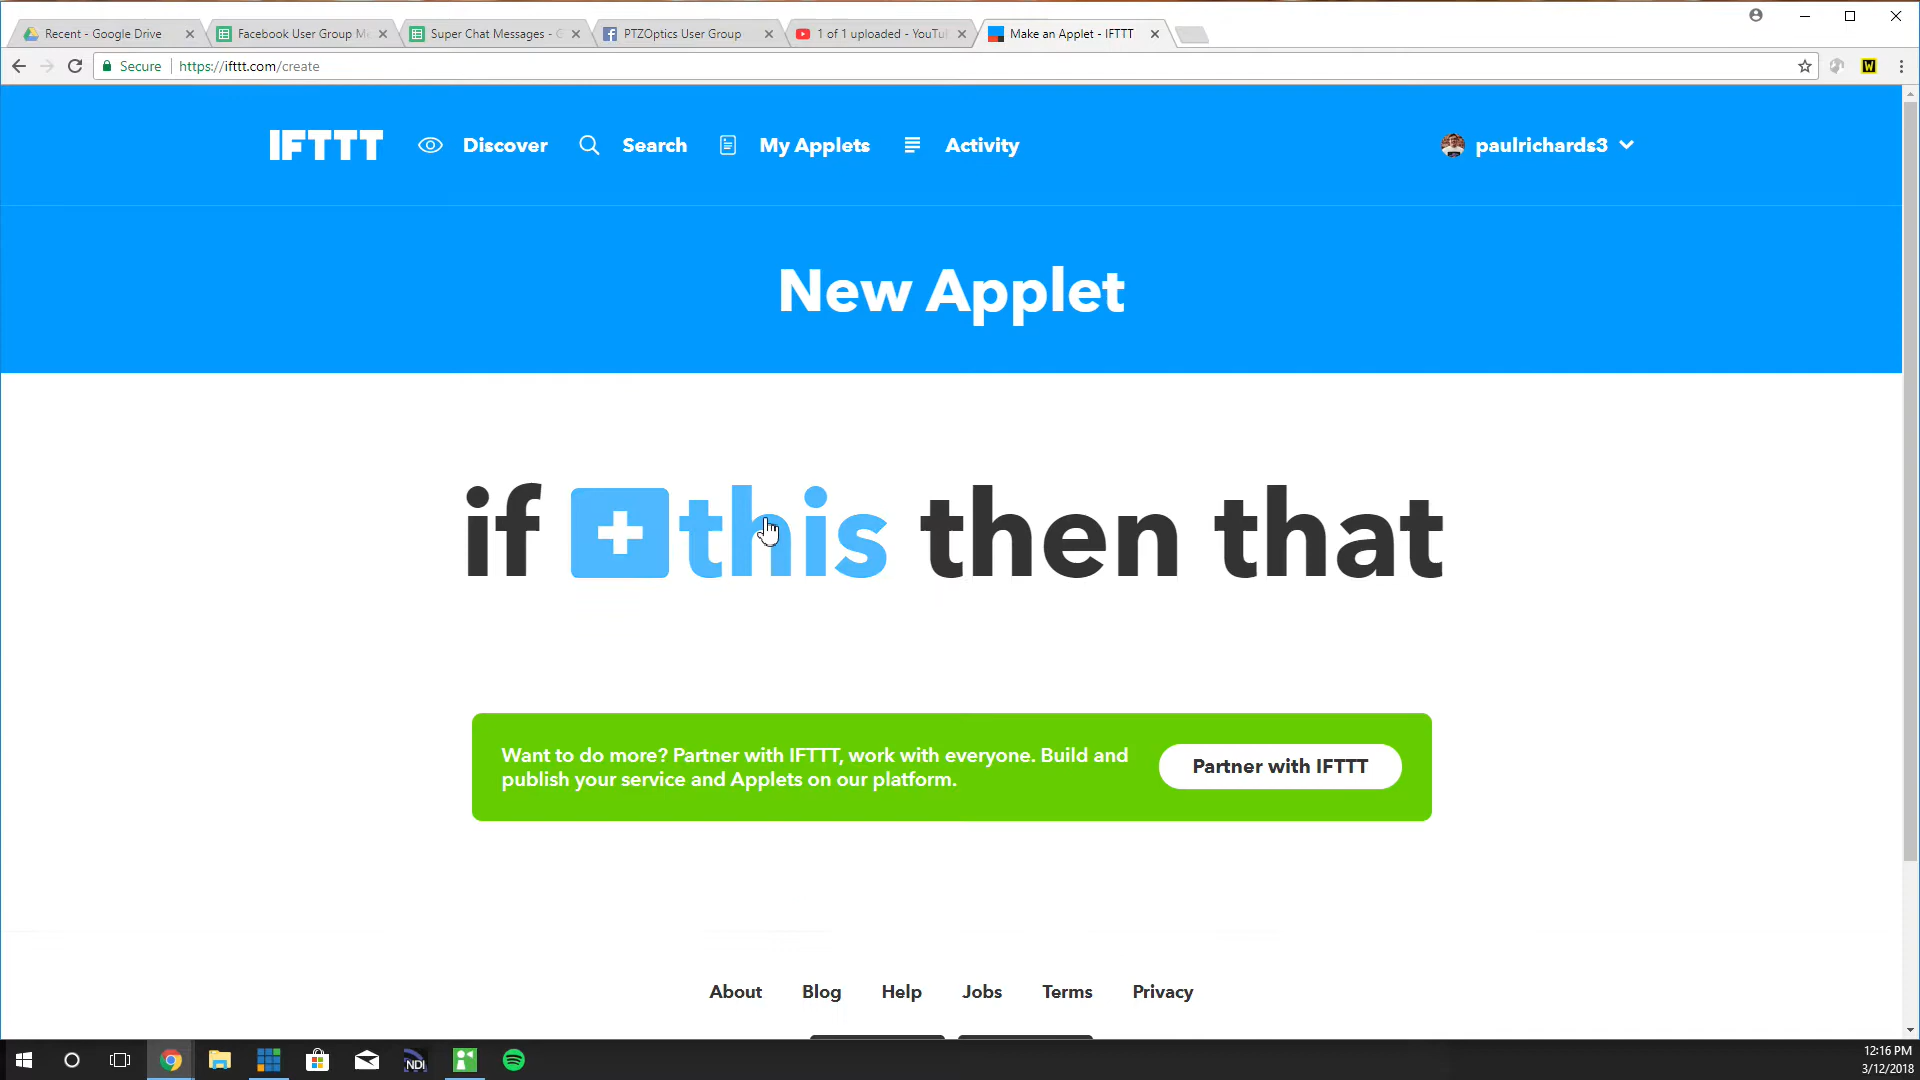 Recent - Google Drive
Facebook User Group M
Super Chat Messages - G
PTZOptics User Group
1 of 1 uploaded - YouTu
Make an Applet - IFTTT
Secure
https://ifttt.com/create
W
IFTTT
Discover
Search
My Applets
Activity
paulrichards3
New Applet
if + this then that
Want to do more? Partner with IFTTT, work with everyone. Build and
publish your service and Applets on our platform.
Partner with IFTTT
About
Blog
Help
Jobs
Terms
Privacy
NDI
12:16 PM
3/12/2018